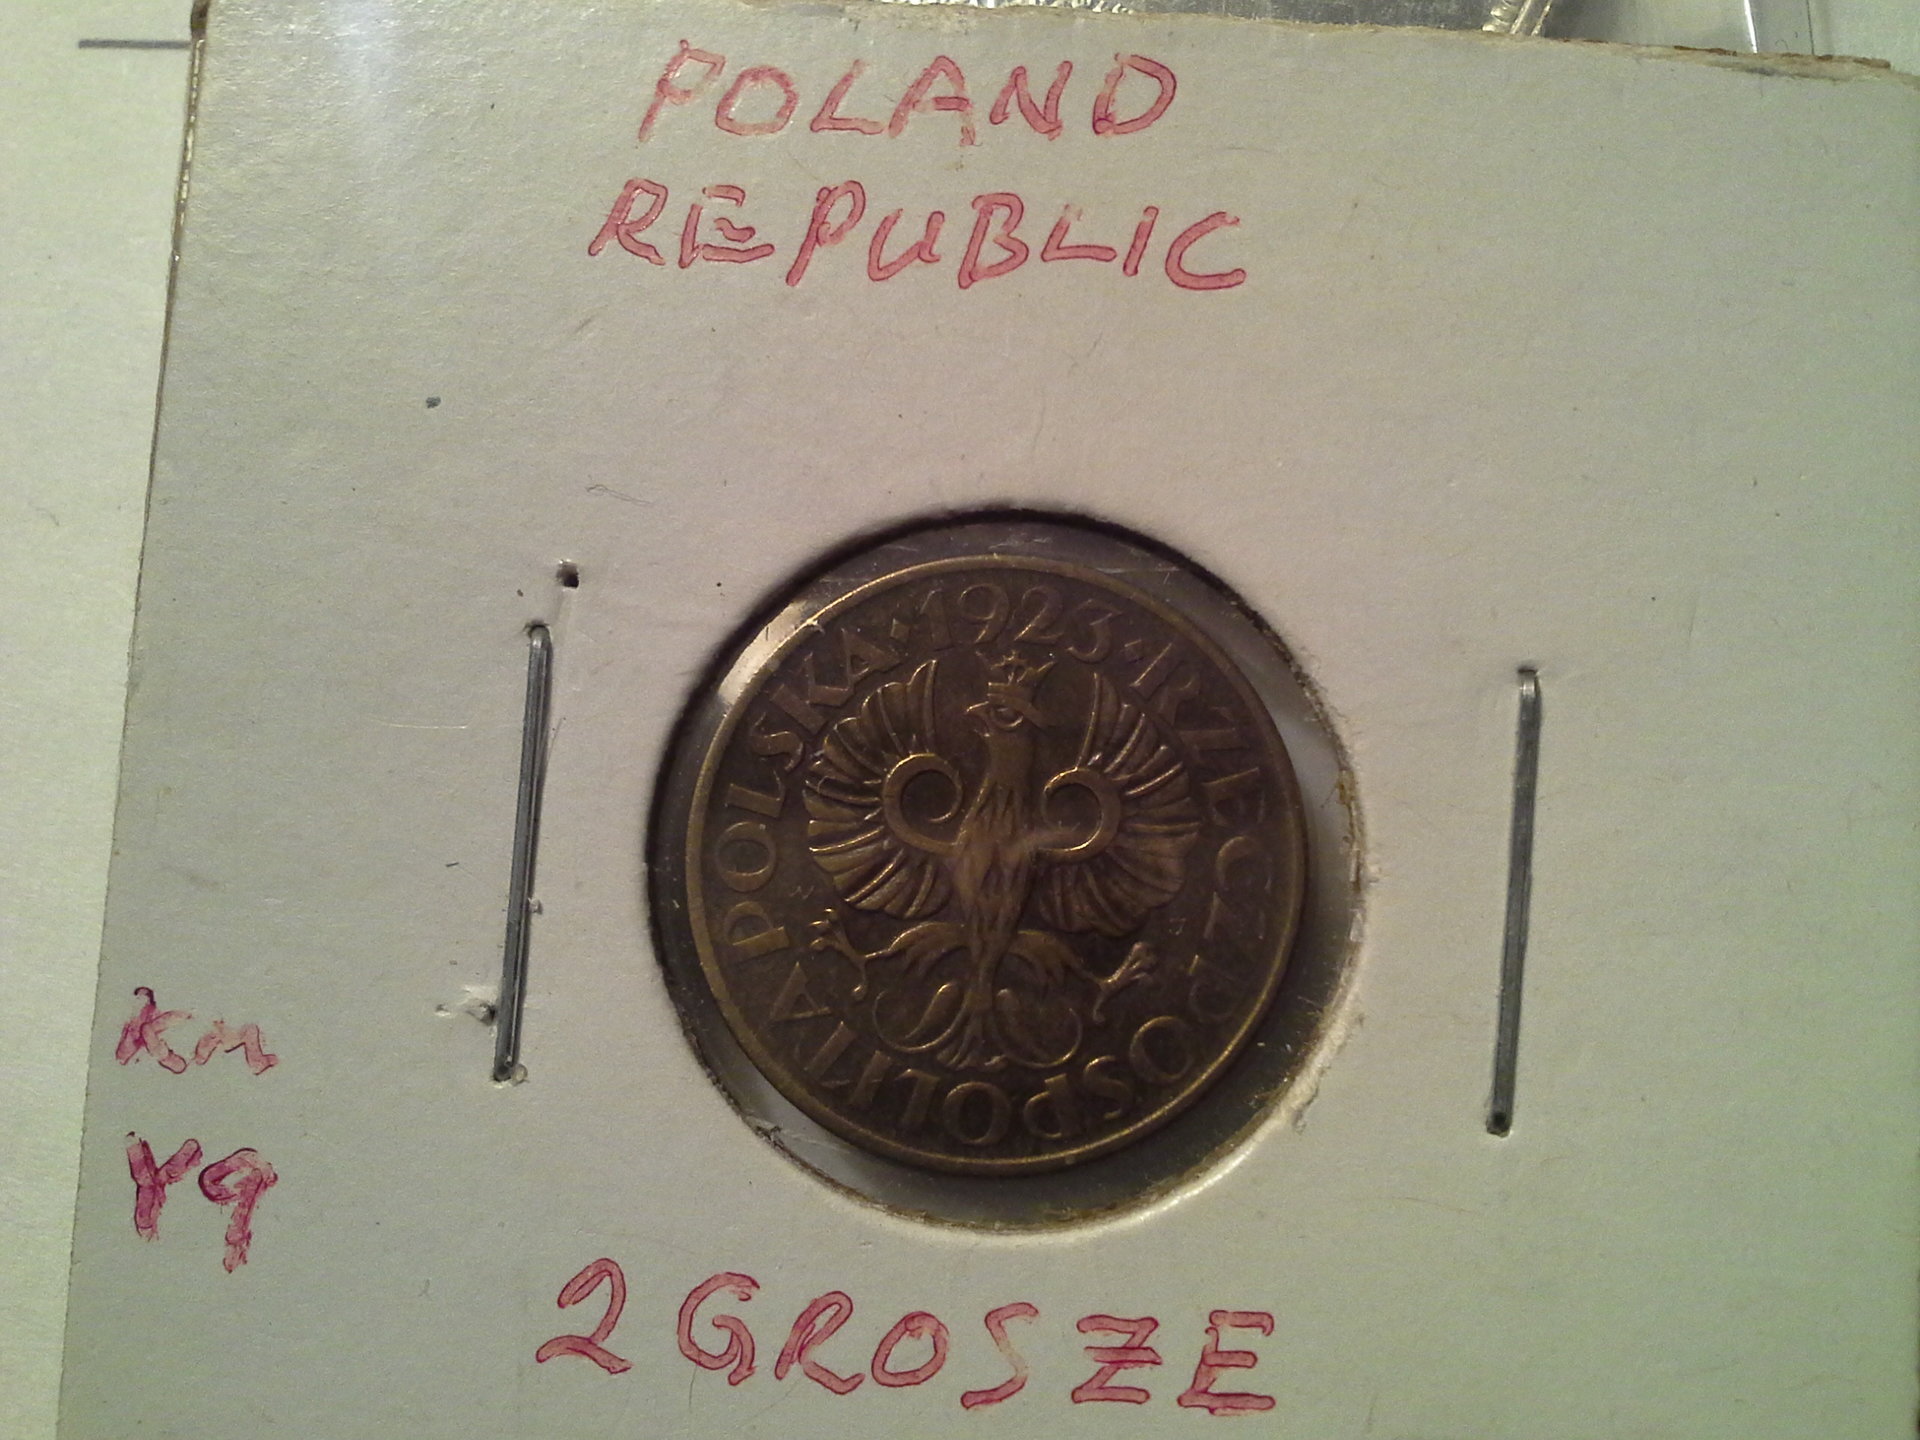 POLAND
REPUBLIC
·1923· RZECZPOSPOLITA POLSKA
KM
Y9
2 GROSZE